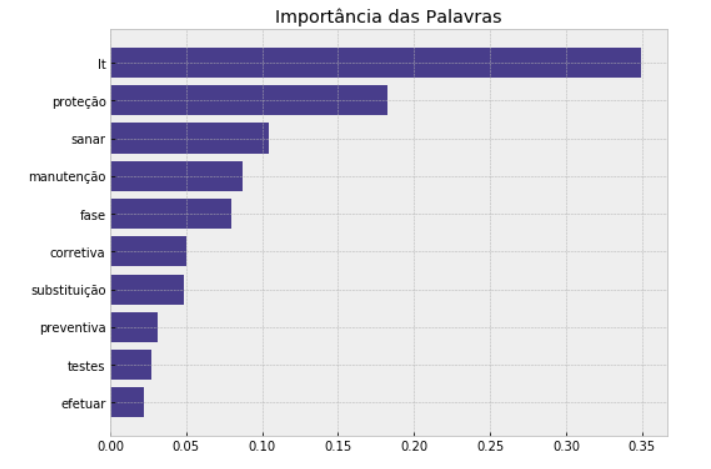 Importância das Palavras
lt
proteção
sanar
manutenção
fase
corretiva
substituição
preventiva
testes
efetuar
0.00 0.05 0.10 0.15 0.20 0.25 0.30 0.35